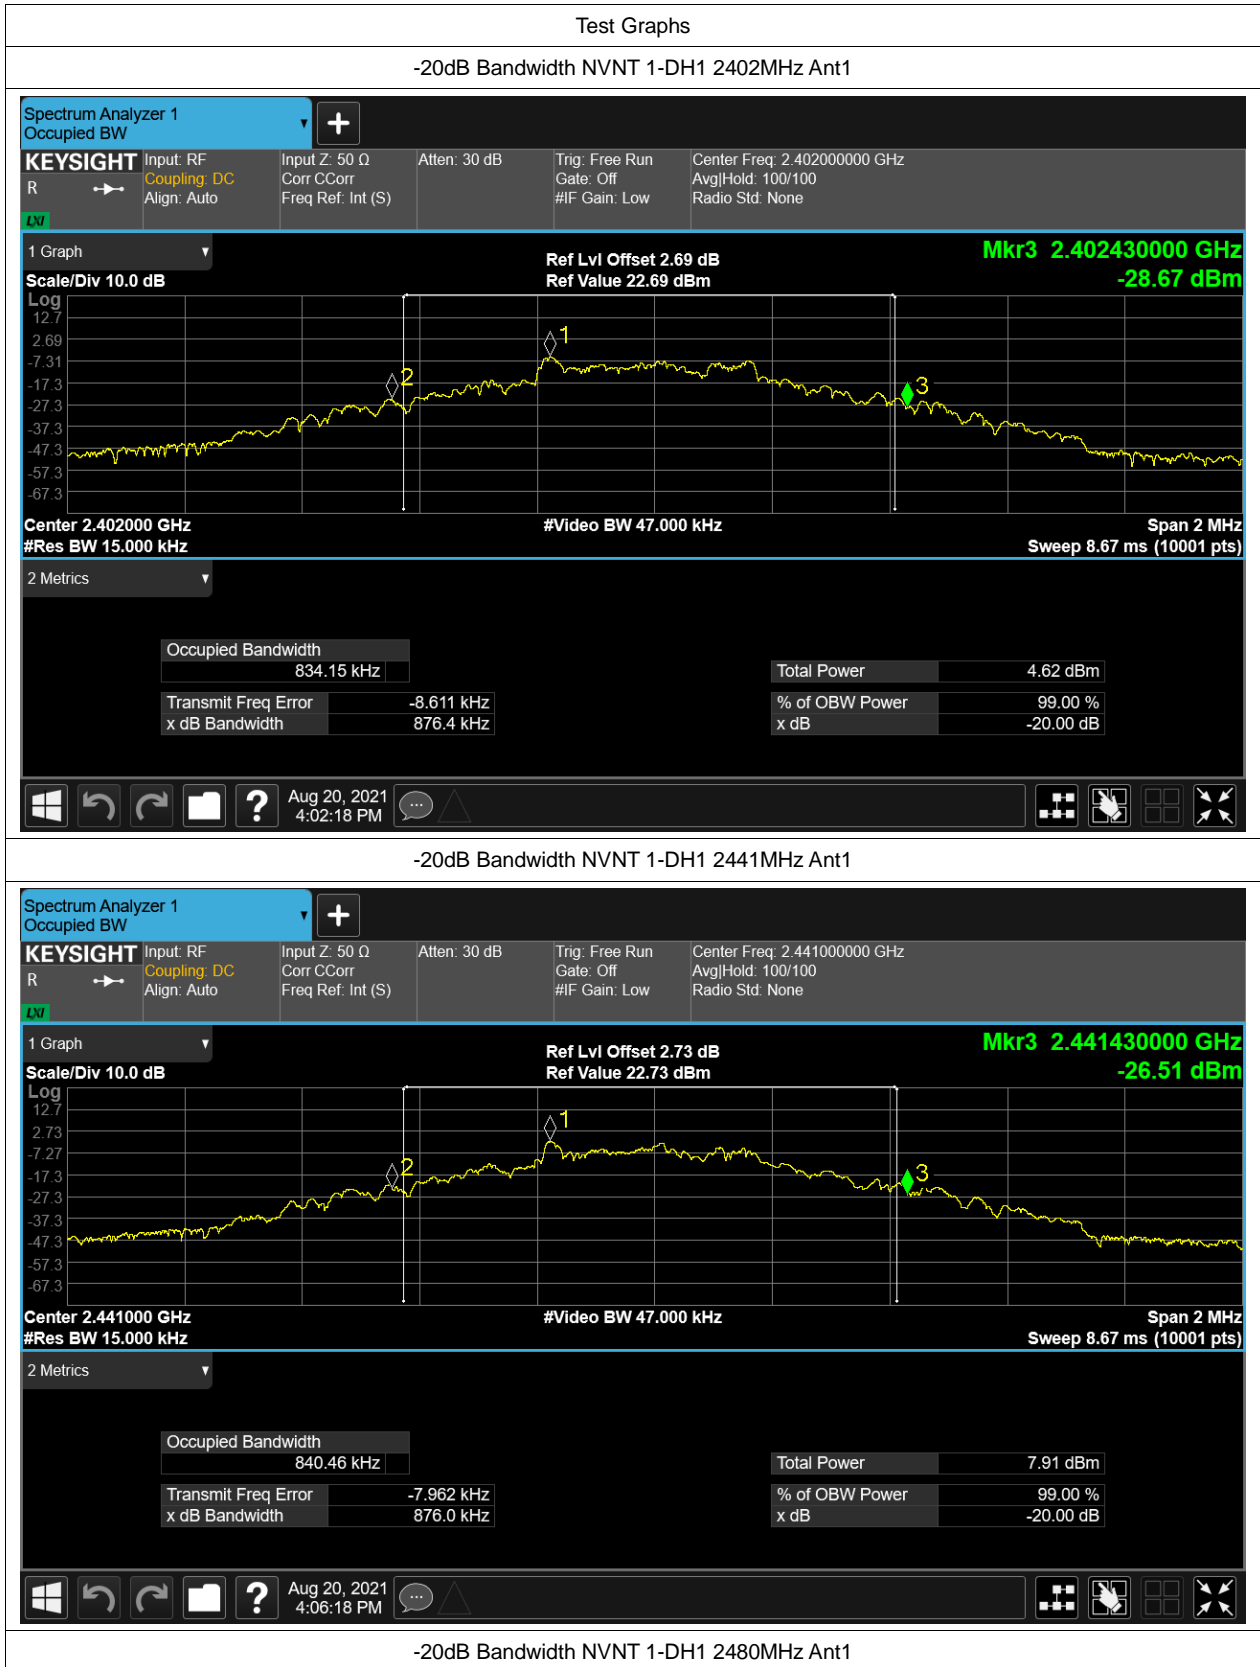 Test Graphs
-20dB Bandwidth NVNT 1-DH1 2402MHz Ant1
Spectrum Analyzer 1
Occupied BW
KEYSIGHT Input: RF Input Z: 50 Ω Atten: 30 dB Trig: Free Run Center Freq: 2.402000000 GHz
R Coupling: DC Corr CCorr Gate: Off Avg|Hold: 100/100
Align: Auto Freq Ref: Int (S) #IF Gain: Low Radio Std: None
LXI
1 Graph Ref Lvl Offset 2.69 dB Mkr3 2.402430000 GHz
Scale/Div 10.0 dB Ref Value 22.69 dBm -28.67 dBm
Log
12.7
2.69
-7.31
-17.3
-27.3
-37.3
-47.3
-57.3
-67.3
1
2
3
Center 2.402000 GHz #Video BW 47.000 kHz Span 2 MHz
#Res BW 15.000 kHz Sweep 8.67 ms (10001 pts)
2 Metrics
Occupied Bandwidth
834.15 kHz Total Power 4.62 dBm
Transmit Freq Error -8.611 kHz % of OBW Power 99.00 %
x dB Bandwidth 876.4 kHz x dB -20.00 dB
Aug 20, 2021
4:02:18 PM
-20dB Bandwidth NVNT 1-DH1 2441MHz Ant1
Spectrum Analyzer 1
Occupied BW
KEYSIGHT Input: RF Input Z: 50 Ω Atten: 30 dB Trig: Free Run Center Freq: 2.441000000 GHz
R Coupling: DC Corr CCorr Gate: Off Avg|Hold: 100/100
Align: Auto Freq Ref: Int (S) #IF Gain: Low Radio Std: None
LXI
1 Graph Ref Lvl Offset 2.73 dB Mkr3 2.441430000 GHz
Scale/Div 10.0 dB Ref Value 22.73 dBm -26.51 dBm
Log
12.7
2.73
-7.27
-17.3
-27.3
-37.3
-47.3
-57.3
-67.3
1
2
3
Center 2.441000 GHz #Video BW 47.000 kHz Span 2 MHz
#Res BW 15.000 kHz Sweep 8.67 ms (10001 pts)
2 Metrics
Occupied Bandwidth
840.46 kHz Total Power 7.91 dBm
Transmit Freq Error -7.962 kHz % of OBW Power 99.00 %
x dB Bandwidth 876.0 kHz x dB -20.00 dB
Aug 20, 2021
4:06:18 PM
-20dB Bandwidth NVNT 1-DH1 2480MHz Ant1